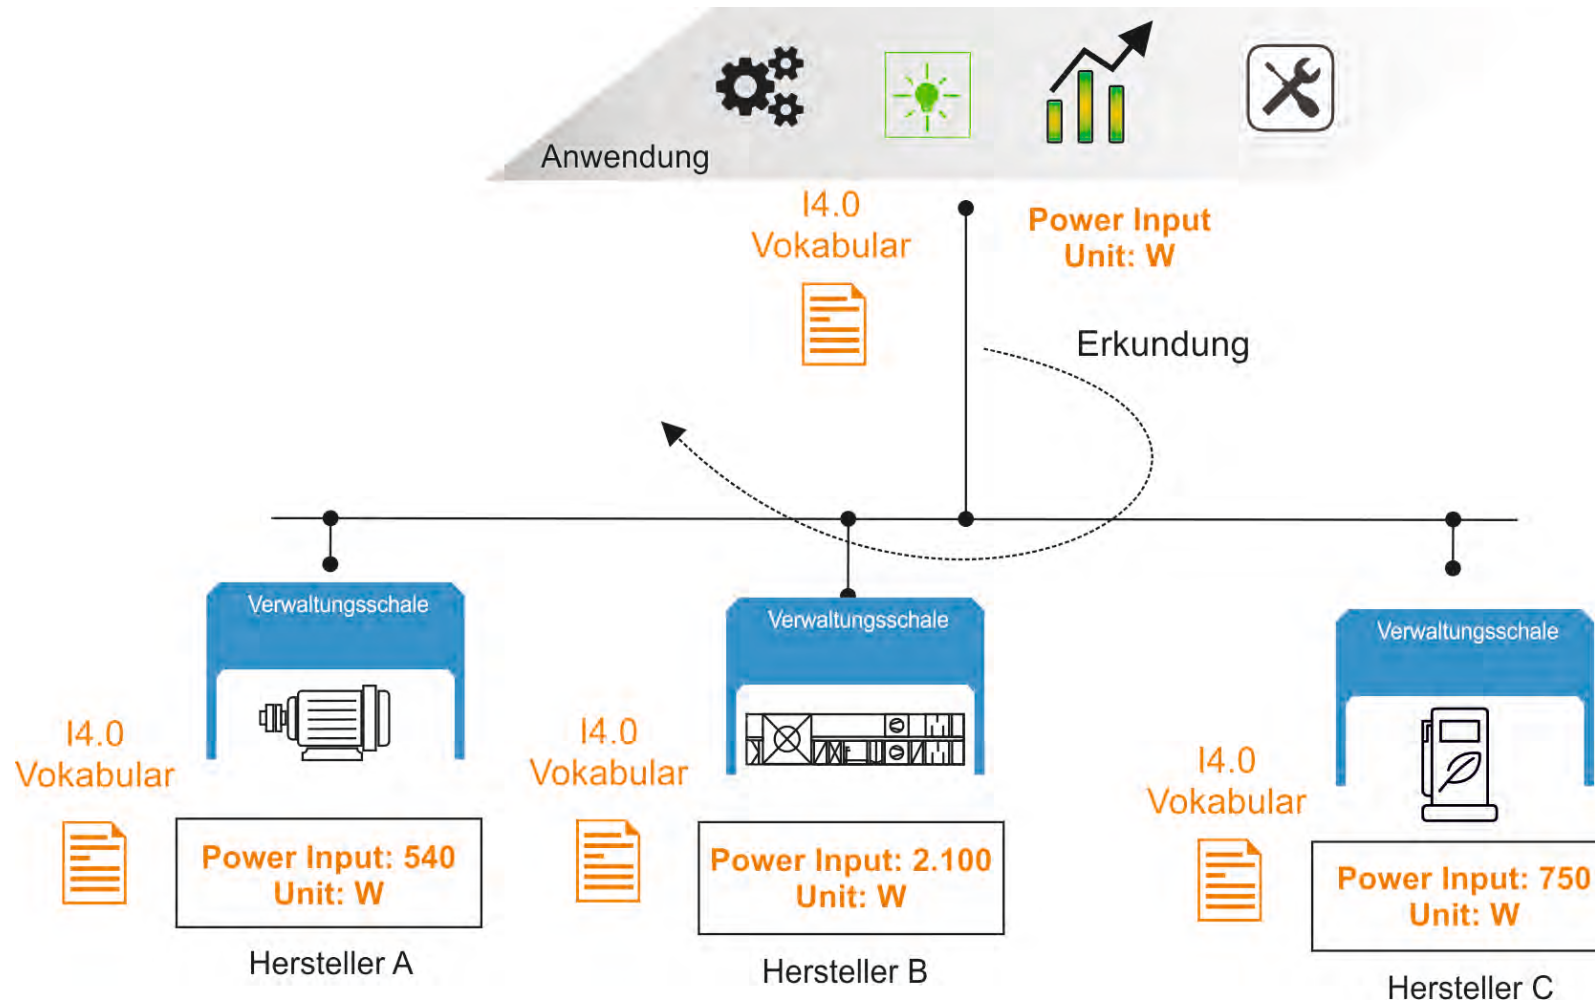 Anwendung
I4.0
Vokabular
Power Input
Unit: W
Erkundung
Verwaltungsschale
I4.0
Vokabular
Power Input: 540
Unit: W
Hersteller A
Verwaltungsschale
I4.0
Vokabular
Power Input: 2.100
Unit: W
Hersteller B
Verwaltungsschale
I4.0
Vokabular
Power Input: 750
Unit: W
Hersteller C